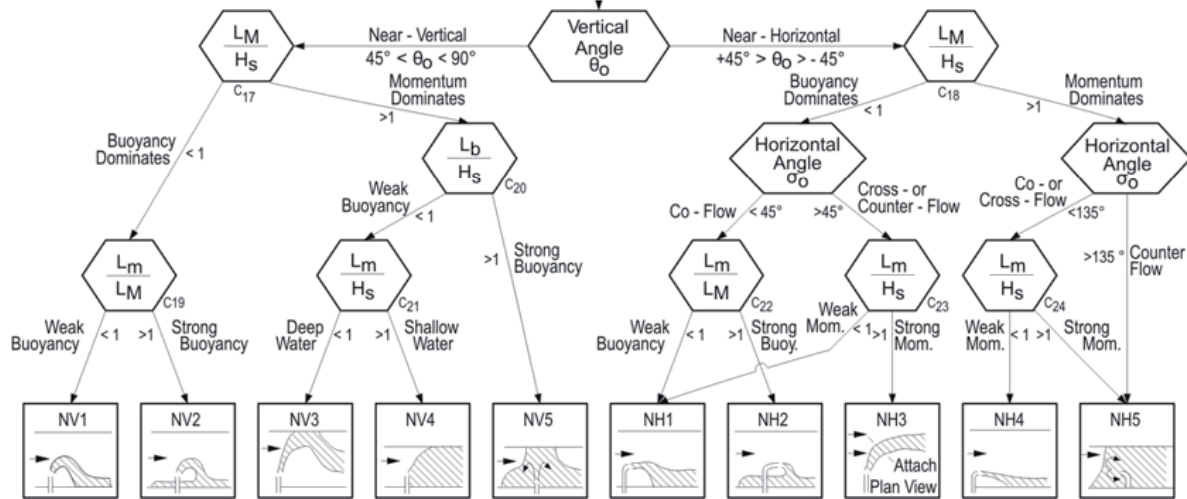 Vertical
Angle
θo
LM
Hs
C17
Near - Vertical
45° < θo < 90°
Near - Horizontal
+45° > θo > - 45°
LM
Hs
C18
Momentum
Dominates
>1
Buoyancy
Dominates
< 1
Momentum
Dominates
>1
Buoyancy
Dominates
< 1
Lb
Hs
C20
Horizontal
Angle
σo
Horizontal
Angle
σo
Weak
Buoyancy
< 1
>1
Strong
Buoyancy
Co - Flow
< 45°
>45°
Cross - or
Counter - Flow
Co - or
Cross - Flow
<135°
>135 °
Counter
Flow
Lm
LM
C19
Lm
Hs
C21
Lm
LM
C22
Lm
Hs
C23
Lm
Hs
C24
Weak
Buoyancy
< 1
>1
Strong
Buoyancy
Deep
Water
< 1
>1
Shallow
Water
Weak
Buoyancy
< 1
>1
Strong
Buoy.
Weak
Mom.
< 1
>1
Strong
Mom.
Weak
Mom.
< 1
>1
Strong
Mom.
NV1
NV2
NV3
NV4
NV5
NH1
NH2
NH3
Attach
Plan View
NH4
NH5